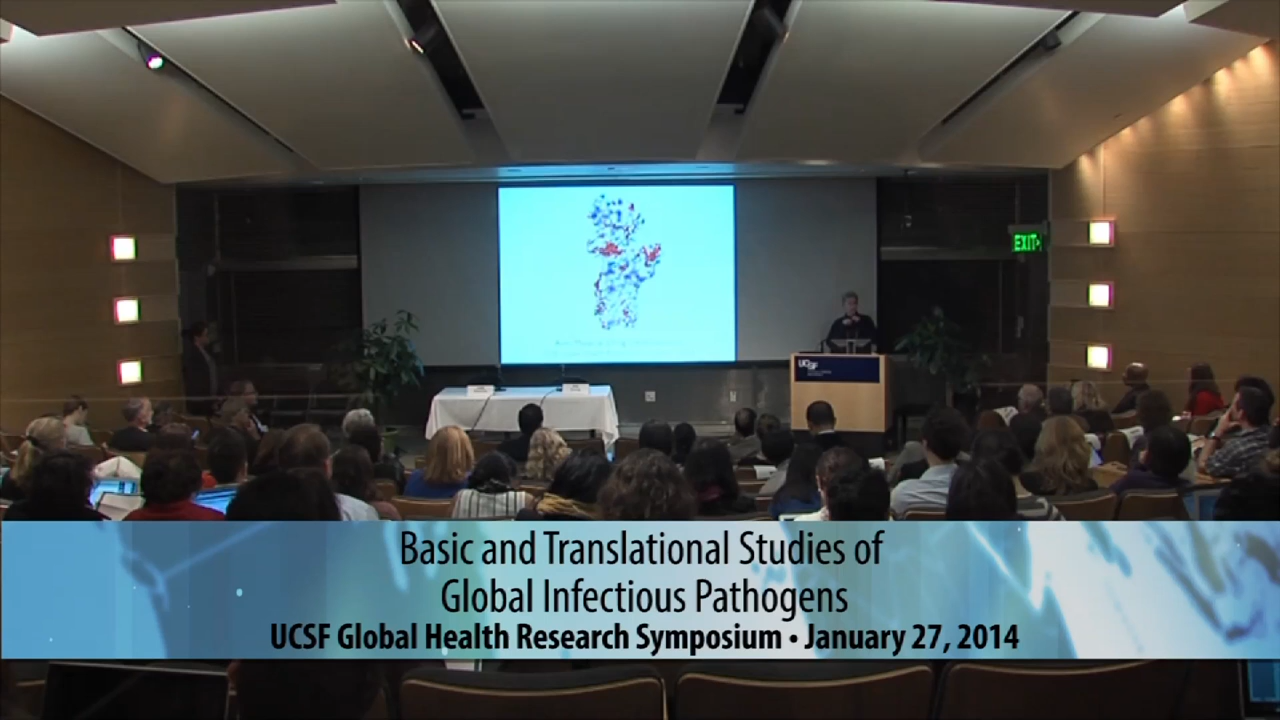 EXIT
UCSF
Basic and Translational Studies of
Global Infectious Pathogens
UCSF Global Health Research Symposium • January 27, 2014